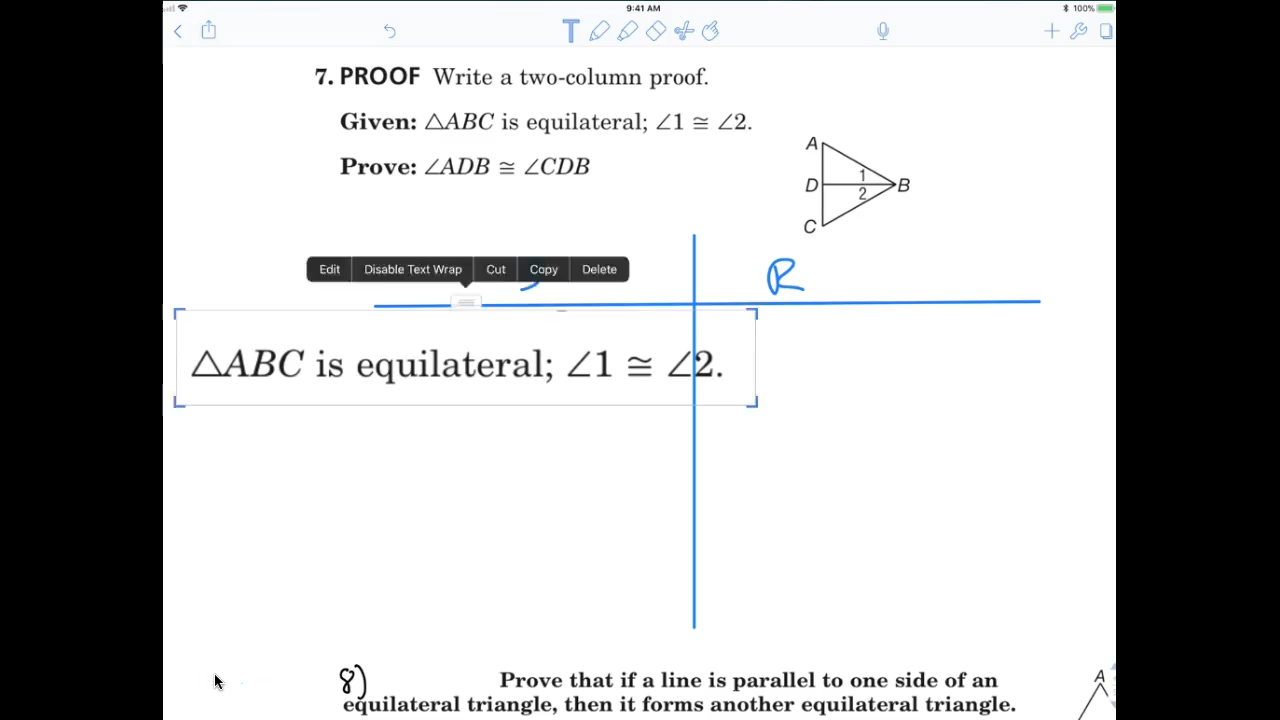 9:41 AM
100%
7. PROOF Write a two-column proof.
Given: △ABC is equilateral; ∠1 ≅ ∠2.
Prove: ∠ADB ≅ ∠CDB
A
1
D
B
2
C
Edit Disable Text Wrap Cut Copy Delete
R
△ABC is equilateral; ∠1 ≅ ∠2.
8) Prove that if a line is parallel to one side of an
equilateral triangle, then it forms another equilateral triangle.
A